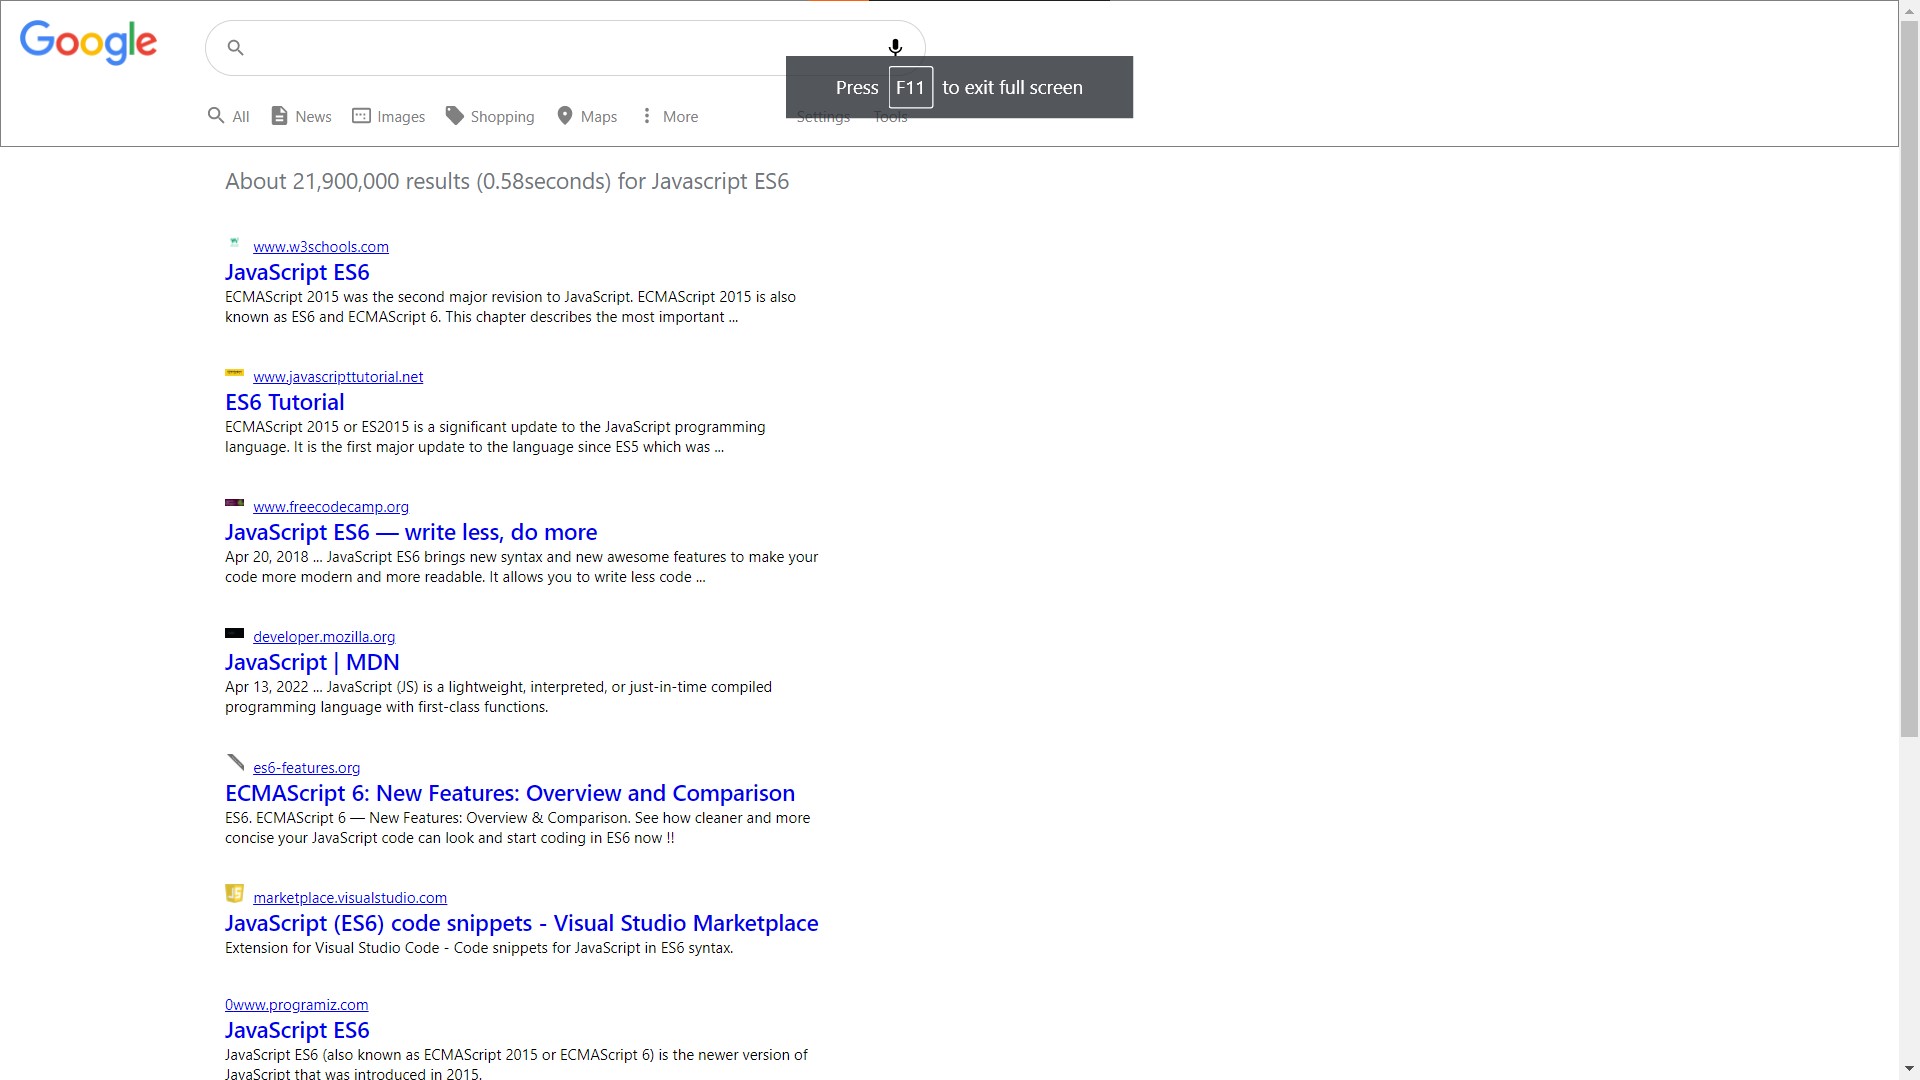 Google
Press F11 to exit full screen
All News Images Shopping Maps More Settings Tools
About 21,900,000 results (0.58seconds) for Javascript ES6
www.w3schools.com
JavaScript ES6
ECMAScript 2015 was the second major revision to JavaScript. ECMAScript 2015 is also
known as ES6 and ECMAScript 6. This chapter describes the most important ...
www.javascripttutorial.net
ES6 Tutorial
ECMAScript 2015 or ES2015 is a significant update to the JavaScript programming
language. It is the first major update to the language since ES5 which was ...
www.freecodecamp.org
JavaScript ES6 — write less, do more
Apr 20, 2018 ... JavaScript ES6 brings new syntax and new awesome features to make your
code more modern and more readable. It allows you to write less code ...
developer.mozilla.org
JavaScript | MDN
Apr 13, 2022 ... JavaScript (JS) is a lightweight, interpreted, or just-in-time compiled
programming language with first-class functions.
es6-features.org
ECMAScript 6: New Features: Overview and Comparison
ES6. ECMAScript 6 — New Features: Overview & Comparison. See how cleaner and more
concise your JavaScript code can look and start coding in ES6 now !!
JS
marketplace.visualstudio.com
JavaScript (ES6) code snippets - Visual Studio Marketplace
Extension for Visual Studio Code - Code snippets for JavaScript in ES6 syntax.
0www.programiz.com
JavaScript ES6
JavaScript ES6 (also known as ECMAScript 2015 or ECMAScript 6) is the newer version of
JavaScript that was introduced in 2015.